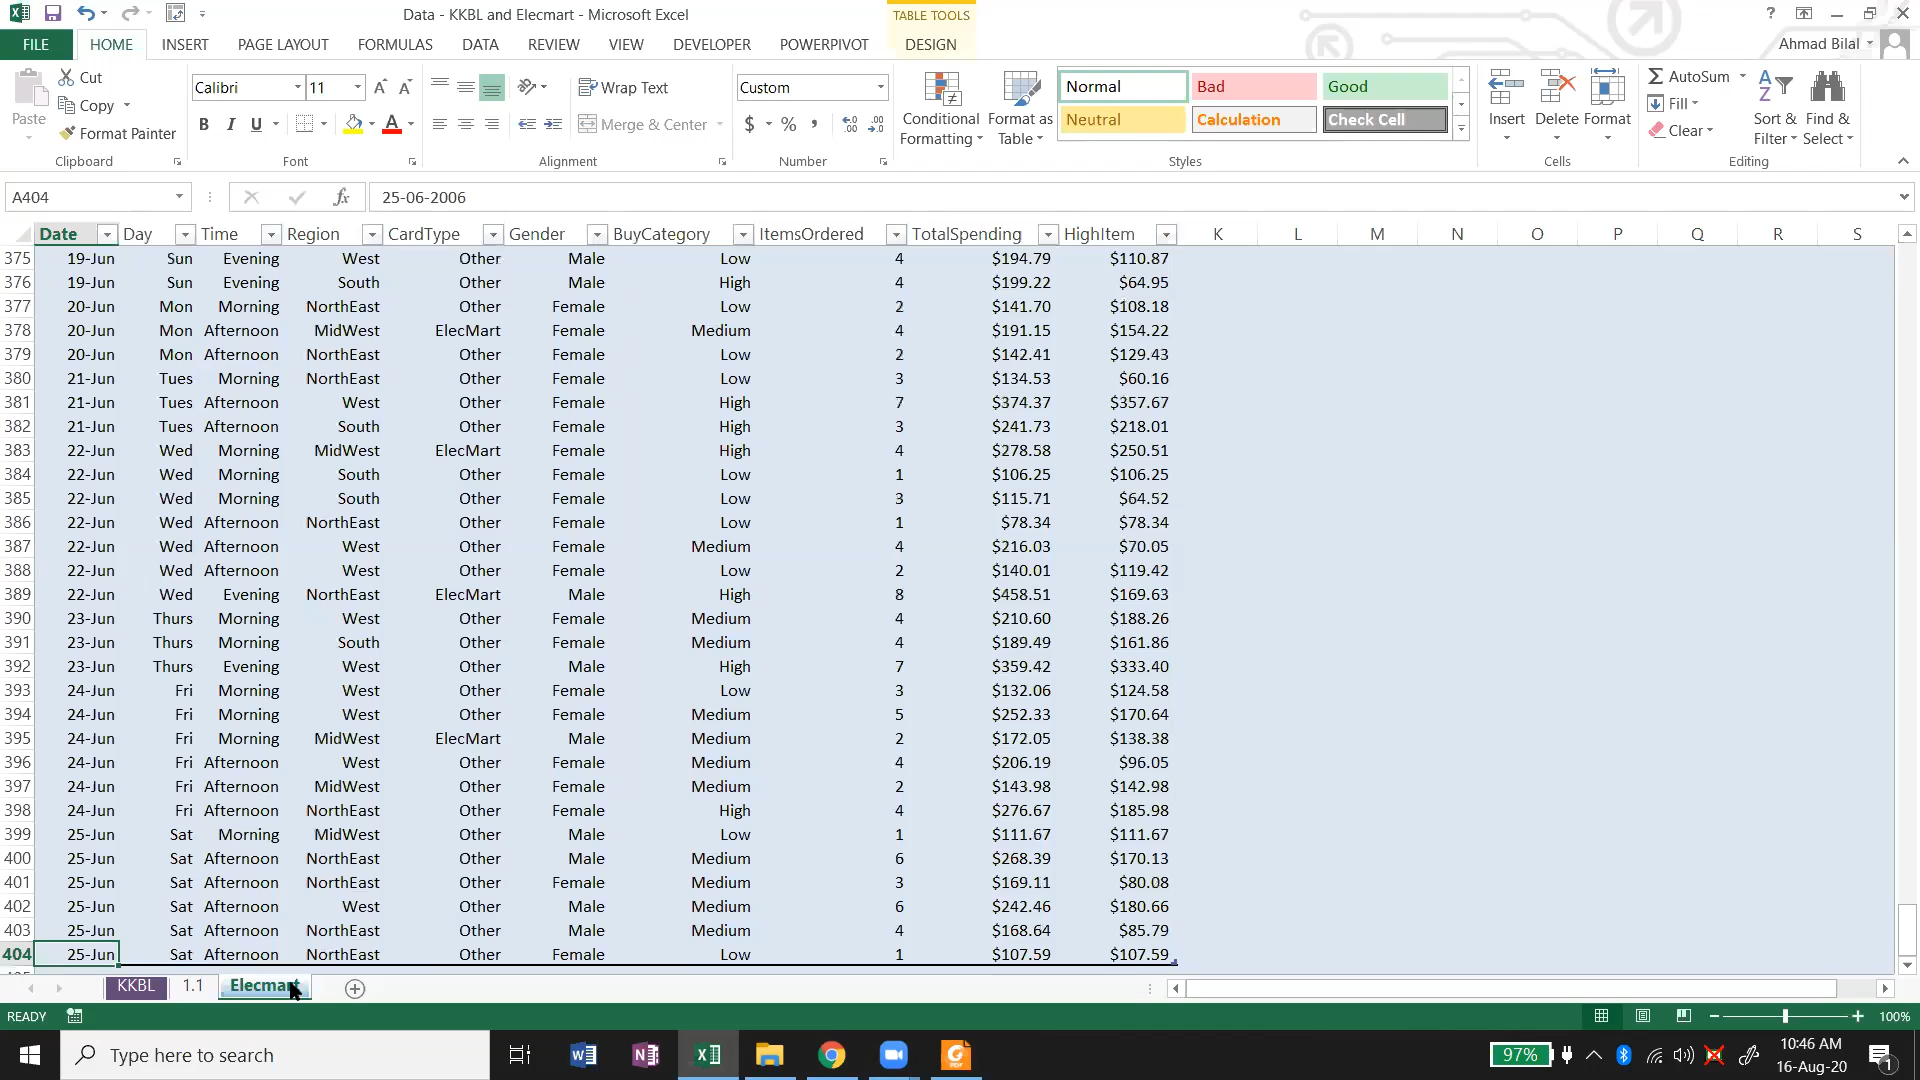 Data - KKBL and Elecmart - Microsoft Excel
TABLE TOOLS
?
FILE HOME INSERT PAGE LAYOUT FORMULAS DATA REVIEW VIEW DEVELOPER POWERPIVOT DESIGN
Ahmad Bilal
Paste
Cut
Copy
Format Painter
Clipboard
Calibri 11
B I U
Font
Wrap Text
Merge & Center
Alignment
Custom
$ % ,
Number
Conditional Formatting
Format as Table
Normal Bad Good
Neutral Calculation Check Cell
Styles
Insert Delete Format
Cells
AutoSum
Fill
Clear
Sort & Filter
Find & Select
Editing
A404 fx 25-06-2006
Date Day Time Region CardType Gender BuyCategory ItemsOrdered TotalSpending HighItem K L M N O P Q R S
375 19-Jun Sun Evening West Other Male Low 4 $194.79 $110.87
376 19-Jun Sun Evening South Other Male High 4 $199.22 $64.95
377 20-Jun Mon Morning NorthEast Other Female Low 2 $141.70 $108.18
378 20-Jun Mon Afternoon MidWest ElecMart Female Medium 4 $191.15 $154.22
379 20-Jun Mon Afternoon NorthEast Other Female Low 2 $142.41 $129.43
380 21-Jun Tues Morning NorthEast Other Female Low 3 $134.53 $60.16
381 21-Jun Tues Afternoon West Other Female High 7 $374.37 $357.67
382 21-Jun Tues Afternoon South Other Female High 3 $241.73 $218.01
383 22-Jun Wed Morning MidWest ElecMart Female High 4 $278.58 $250.51
384 22-Jun Wed Morning South Other Female Low 1 $106.25 $106.25
385 22-Jun Wed Morning South Other Female Low 3 $115.71 $64.52
386 22-Jun Wed Afternoon NorthEast Other Female Low 1 $78.34 $78.34
387 22-Jun Wed Afternoon West Other Female Medium 4 $216.03 $70.05
388 22-Jun Wed Afternoon West Other Female Low 2 $140.01 $119.42
389 22-Jun Wed Evening NorthEast ElecMart Male High 8 $458.51 $169.63
390 23-Jun Thurs Morning West Other Female Medium 4 $210.60 $188.26
391 23-Jun Thurs Morning South Other Female Medium 4 $189.49 $161.86
392 23-Jun Thurs Evening West Other Male High 7 $359.42 $333.40
393 24-Jun Fri Morning West Other Female Low 3 $132.06 $124.58
394 24-Jun Fri Morning West Other Female Medium 5 $252.33 $170.64
395 24-Jun Fri Morning MidWest ElecMart Male Medium 2 $172.05 $138.38
396 24-Jun Fri Afternoon West Other Female Medium 4 $206.19 $96.05
397 24-Jun Fri Afternoon MidWest Other Female Medium 2 $143.98 $142.98
398 24-Jun Fri Afternoon NorthEast Other Female High 4 $276.67 $185.98
399 25-Jun Sat Morning MidWest Other Male Low 1 $111.67 $111.67
400 25-Jun Sat Afternoon NorthEast Other Male Medium 6 $268.39 $170.13
401 25-Jun Sat Afternoon NorthEast Other Female Medium 3 $169.11 $80.08
402 25-Jun Sat Afternoon West Other Male Medium 6 $242.46 $180.66
403 25-Jun Sat Afternoon NorthEast Other Male Medium 4 $168.64 $85.79
404 25-Jun Sat Afternoon NorthEast Other Female Low 1 $107.59 $107.59
KKBL 1.1 Elecmart
READY 100%
Type here to search
97%
10:46 AM
16-Aug-20
1